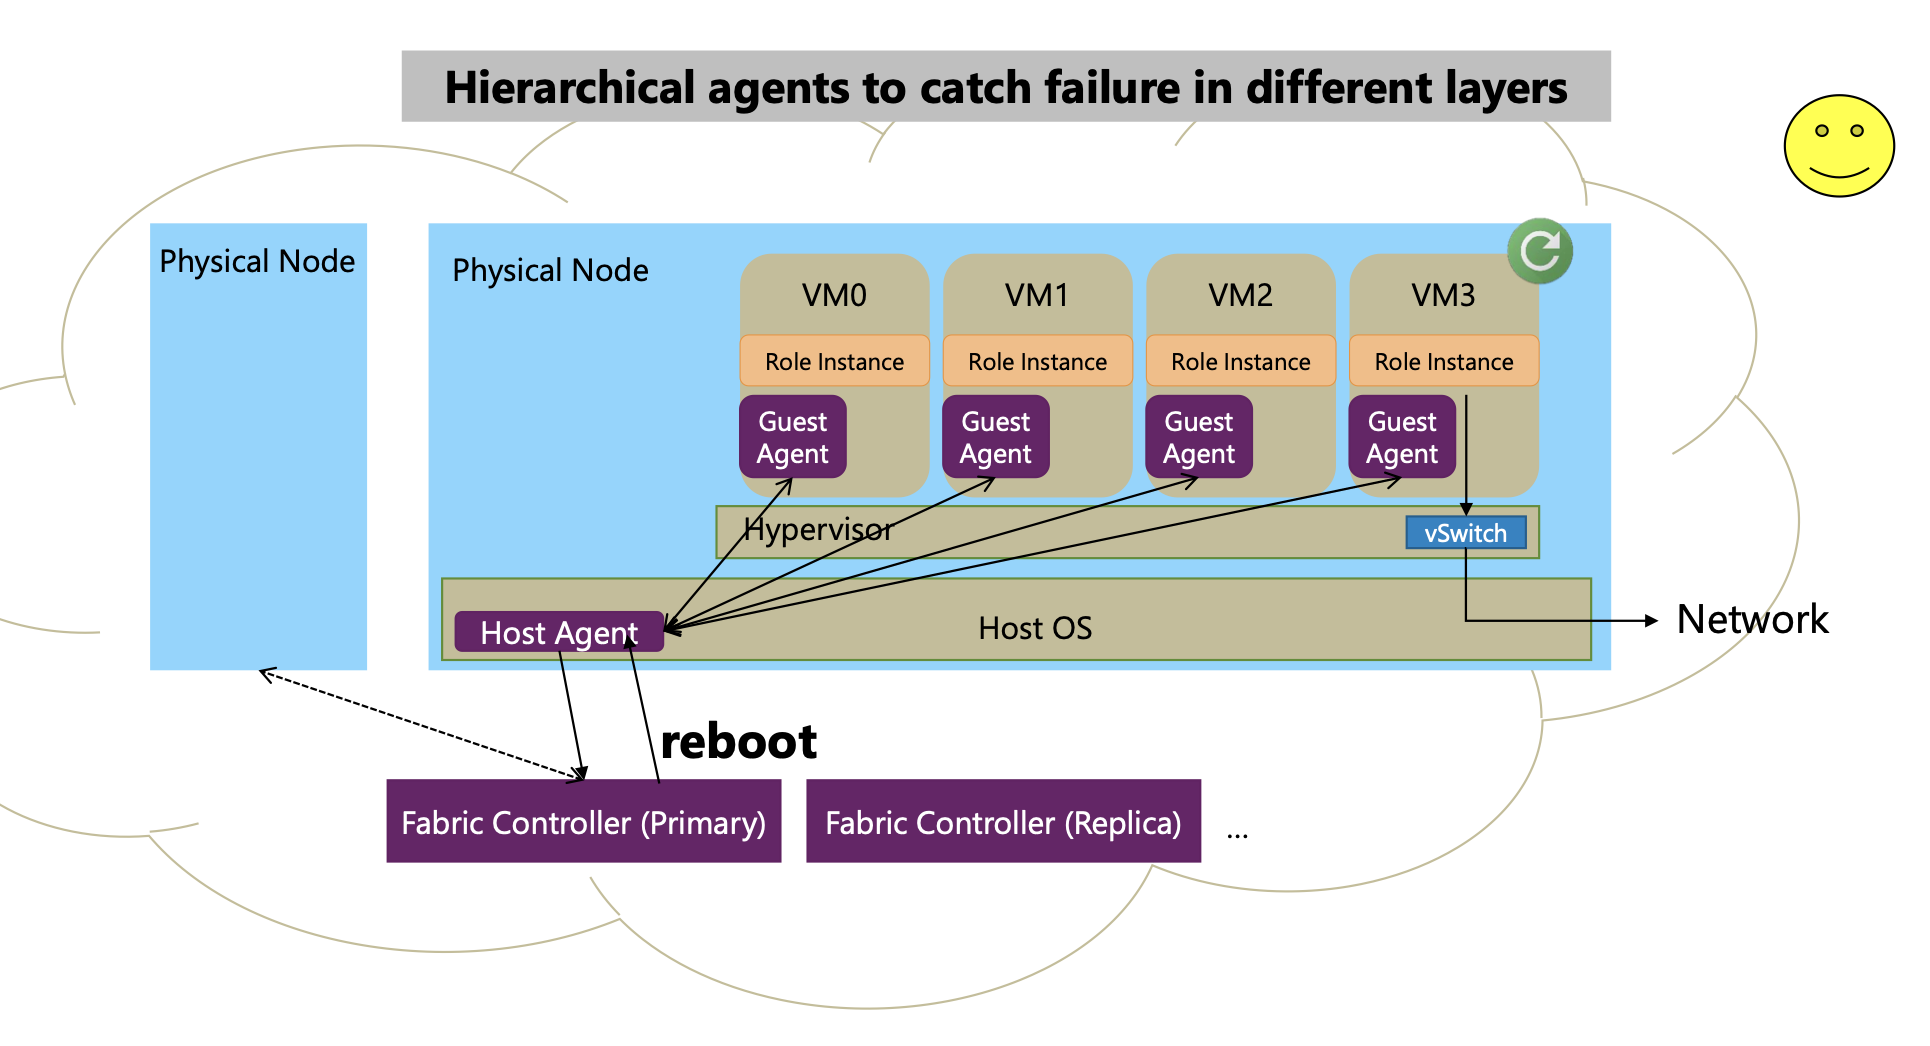 Hierarchical agents to catch failure in different layers
Physical Node
Physical Node
VM0
VM1
VM2
VM3
Role Instance
Role Instance
Role Instance
Role Instance
Guest
Agent
Guest
Agent
Guest
Agent
Guest
Agent
Hypervisor
vSwitch
Host Agent
Host OS
Network
reboot
Fabric Controller (Primary)
Fabric Controller (Replica)
...